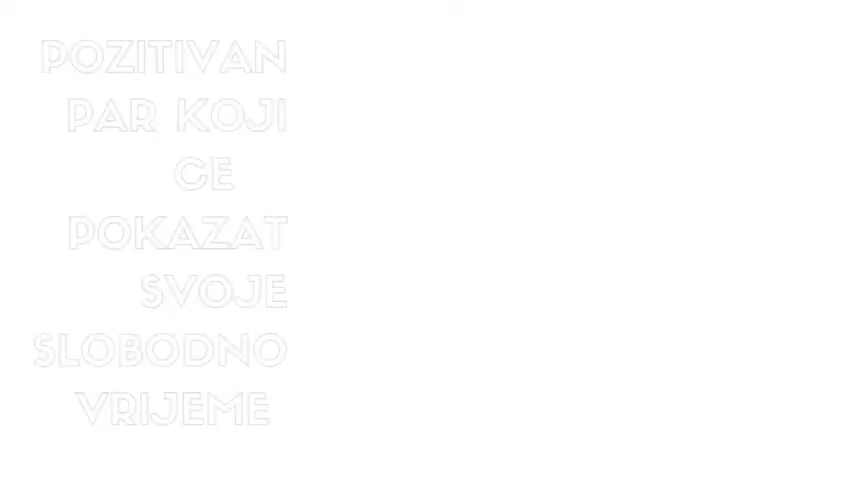 POZITIVAN
PAR KOJI
CE
POKAZAT
SVOJE
SLOBODNO
VRIJEME